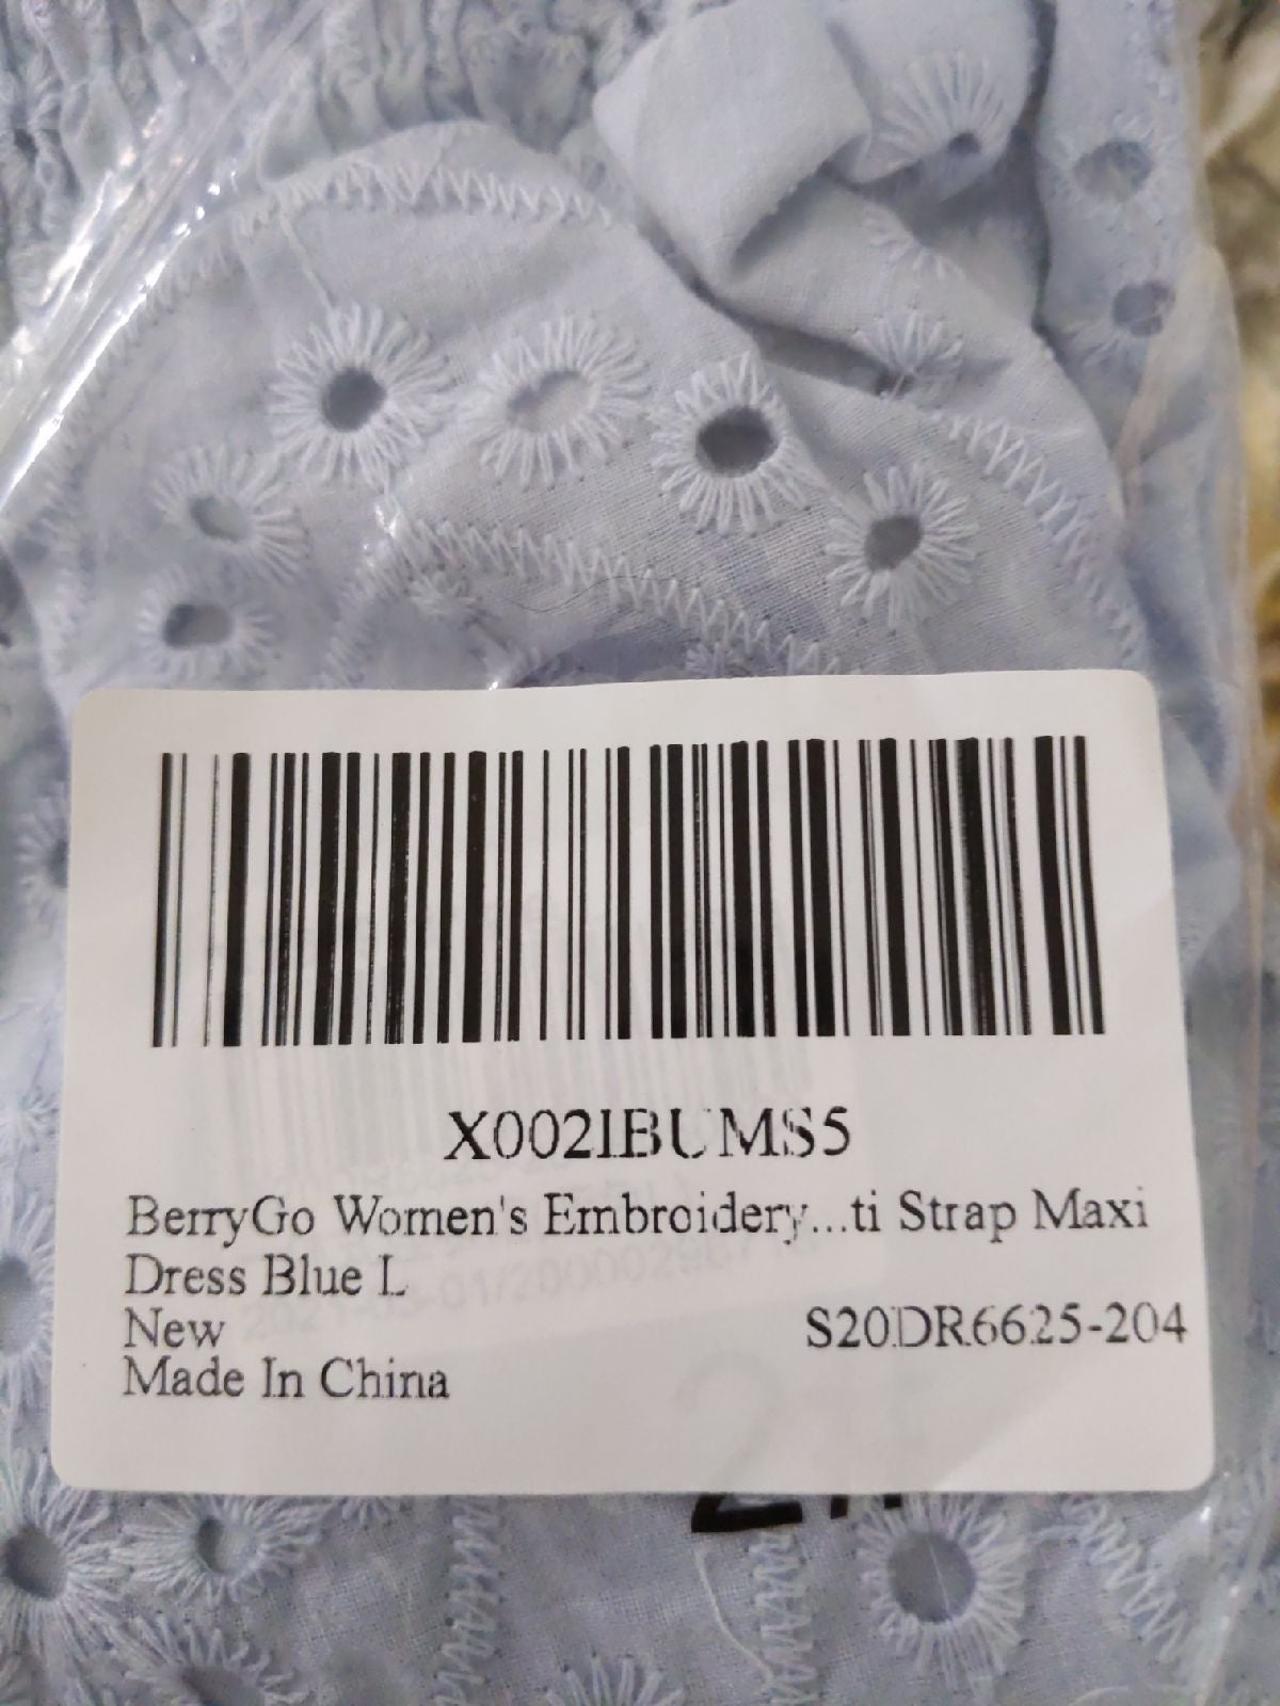 X002IBUMS5
BerryGo Women's Embroidery...ti Strap Maxi
Dress Blue L
New S20DR6625-204
Made In China